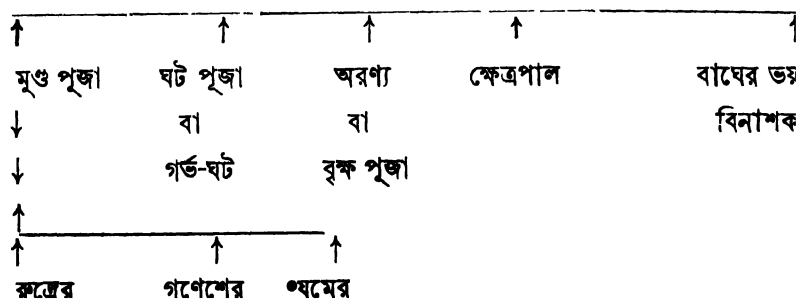 মুণ্ড পূজা ঘট পূজা অরণ্য ক্ষেত্রপাল বাঘের ভয়
বা বা বিনাশক
গর্ভ-ঘট বৃক্ষ পূজা
রুদ্রের গণেশের যমের